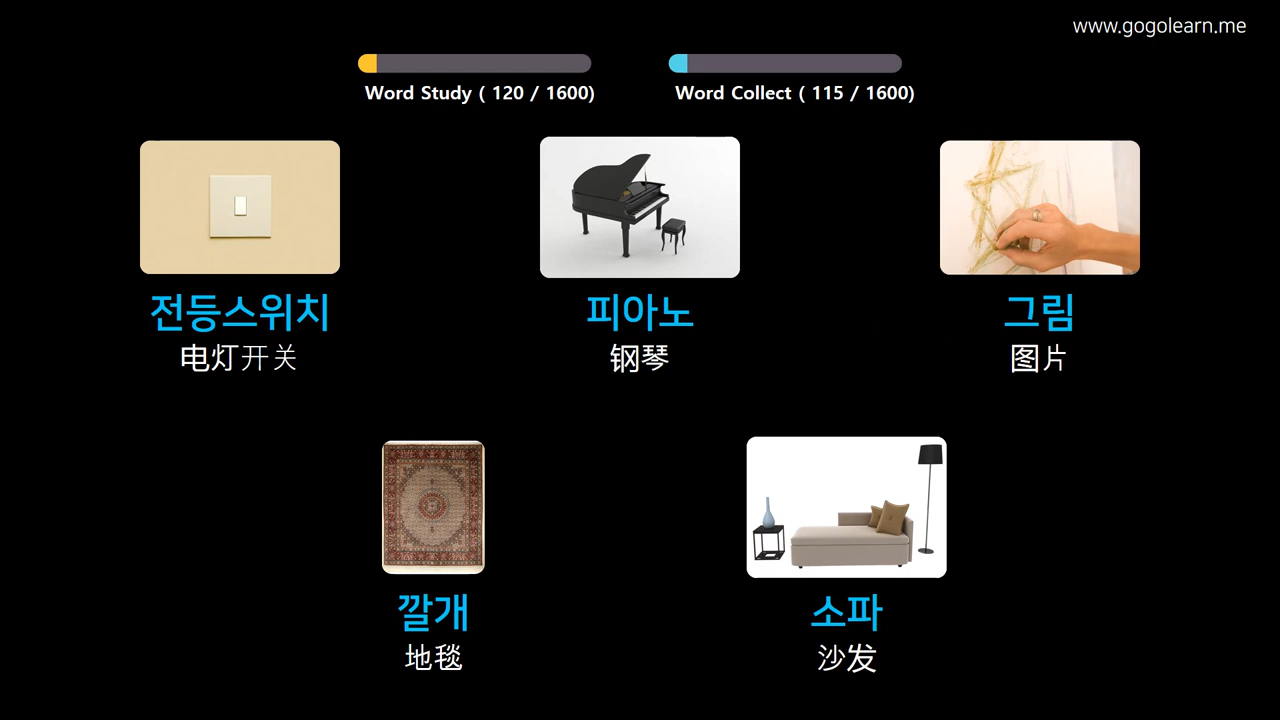 www.gogolearn.me
Word Study ( 120 / 1600)
Word Collect ( 115 / 1600)
전등스위치
电灯开关
피아노
钢琴
그림
图片
깔개
地毯
소파
沙发